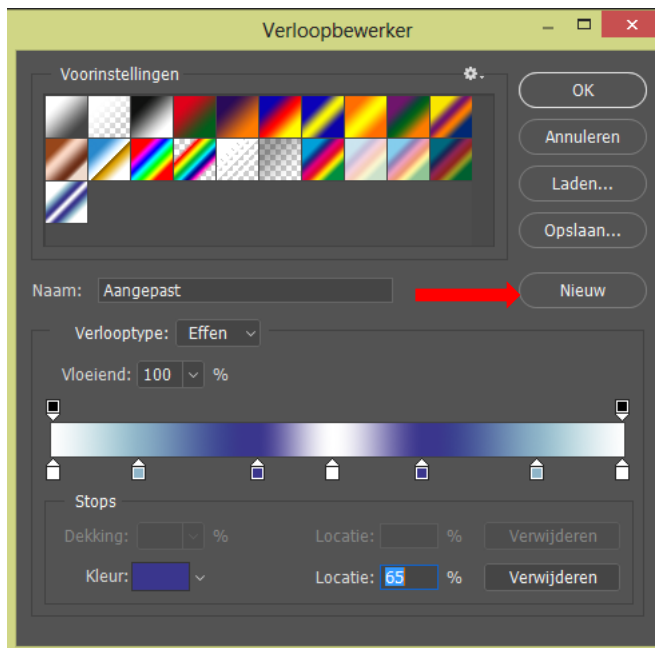 Verloopbewerker
Voorinstellingen
OK
Annuleren
Laden...
Opslaan...
Naam: Aangepast
Nieuw
Verlooptype: Effen
Vloeiend: 100 %
Stops
Dekking: % Locatie: % Verwijderen
Kleur: Locatie: 65 % Verwijderen